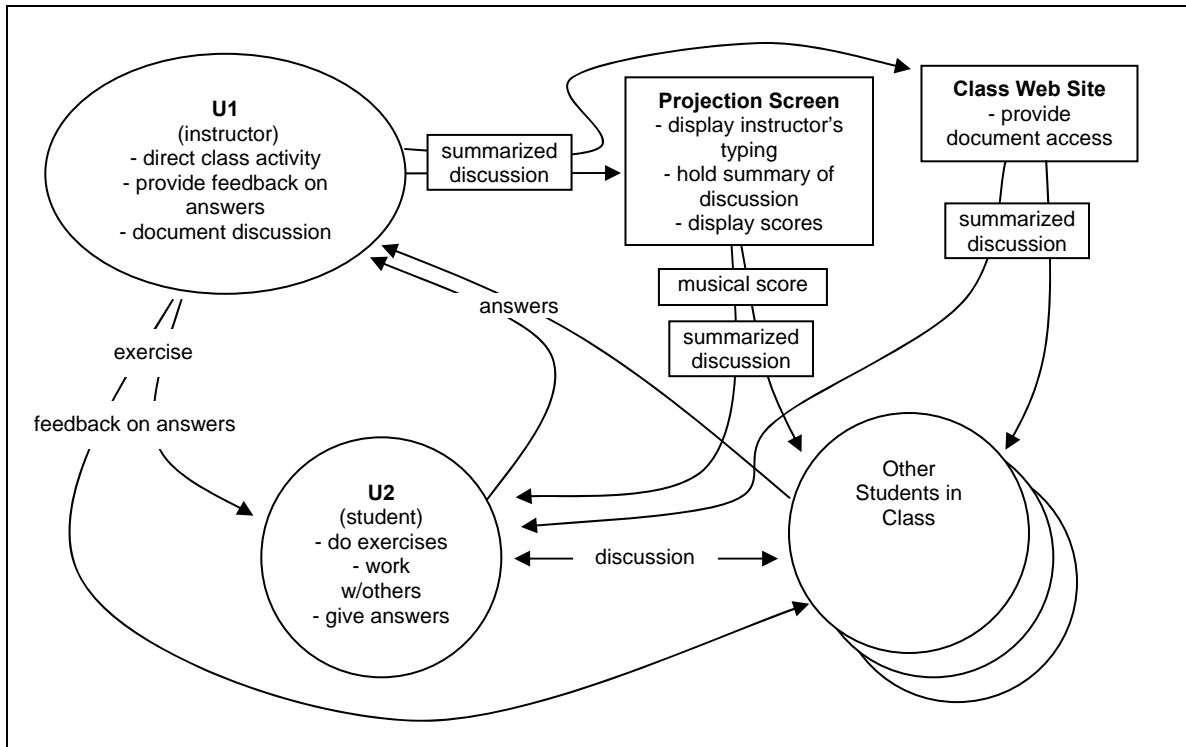 U1
(instructor)
- direct class activity
- provide feedback on
answers
- document discussion
summarized
discussion
Projection Screen
- display instructor’s
typing
- hold summary of
discussion
- display scores
Class Web Site
- provide
document access
summarized
discussion
musical score
summarized
discussion
answers
exercise
feedback on answers
U2
(student)
- do exercises
- work
w/others
- give answers
discussion
Other
Students in
Class